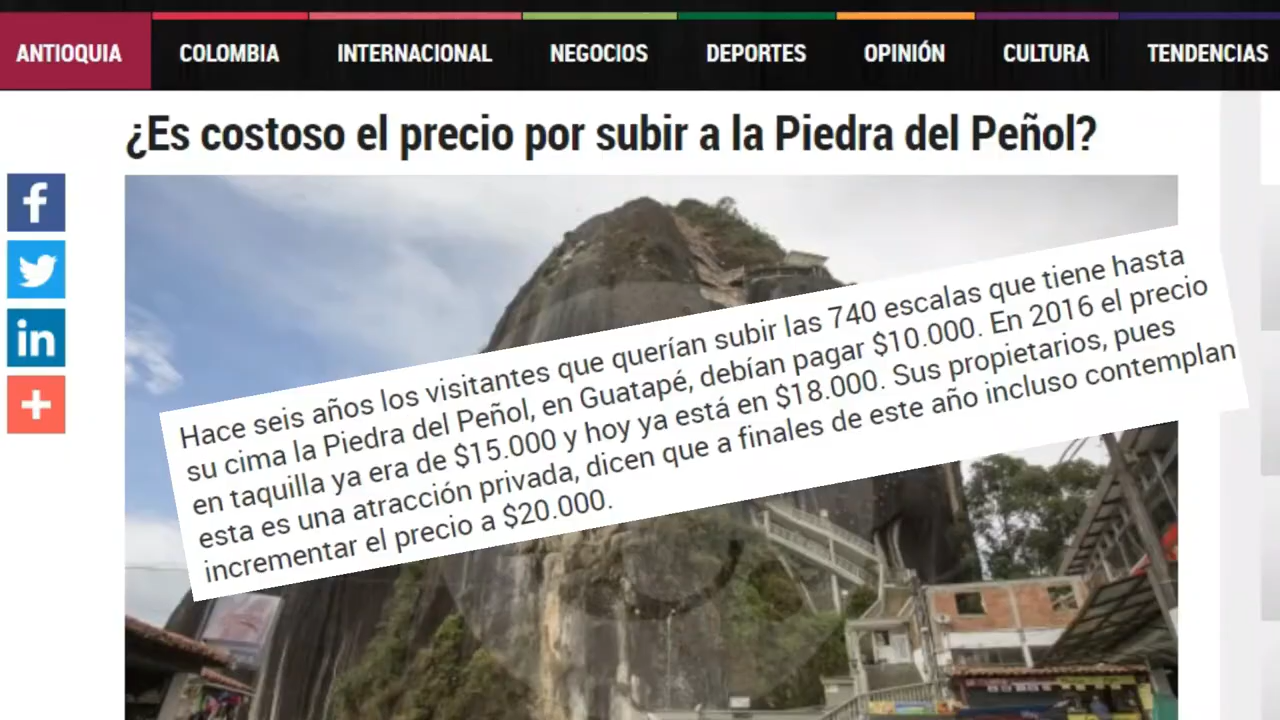 ANTIOQUIA COLOMBIA INTERNACIONAL NEGOCIOS DEPORTES OPINIÓN CULTURA TENDENCIAS
¿Es costoso el precio por subir a la Piedra del Peñol?
Hace seis años los visitantes que querían subir las 740 escalas que tiene hasta
su cima la Piedra del Peñol, en Guatapé, debían pagar $10.000. En 2016 el precio
en taquilla ya era de $15.000 y hoy ya está en $18.000. Sus propietarios, pues
esta es una atracción privada, dicen que a finales de este año incluso contemplan
incrementar el precio a $20.000.